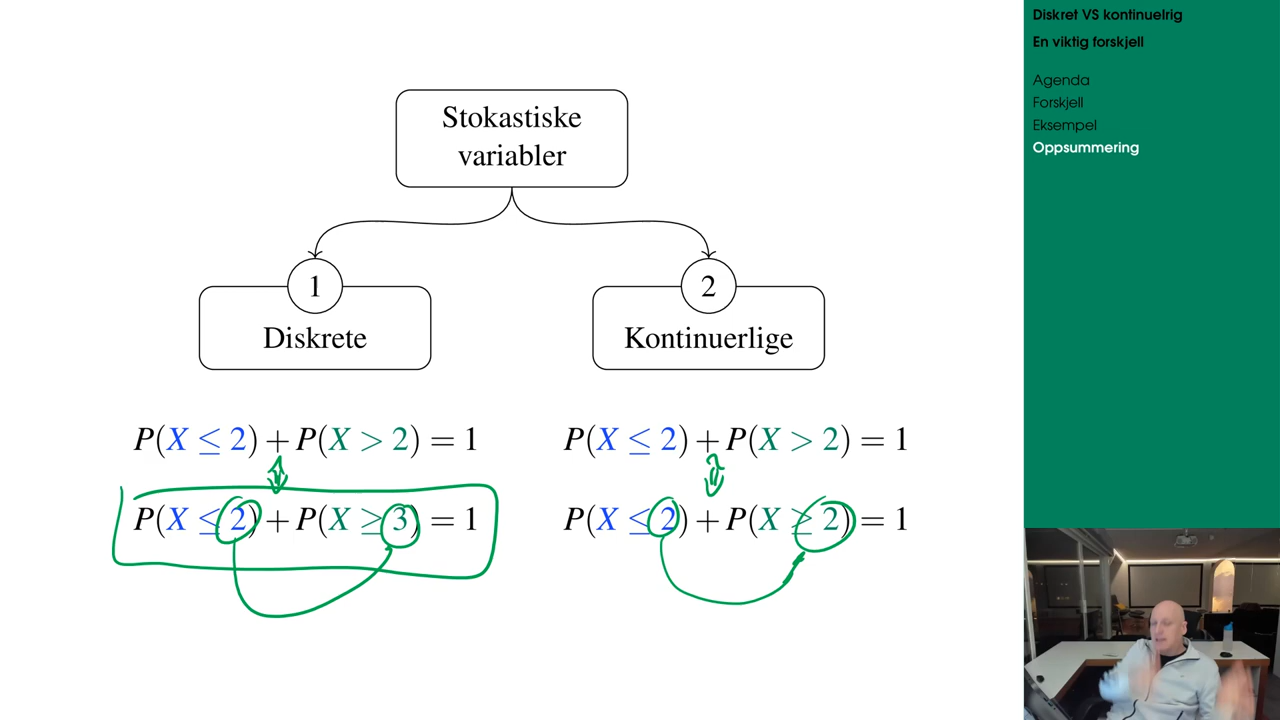 Diskret VS kontinuelrig
En viktig forskjell
Agenda
Forskjell
Eksempel
Oppsummering
Stokastiske
variabler
1
Diskrete
2
Kontinuerlige
P(X ≤ 2) + P(X > 2) = 1
P(X ≤ 2) + P(X ≥ 3) = 1
P(X ≤ 2) + P(X > 2) = 1
P(X ≤ 2) + P(X ≥ 2) = 1